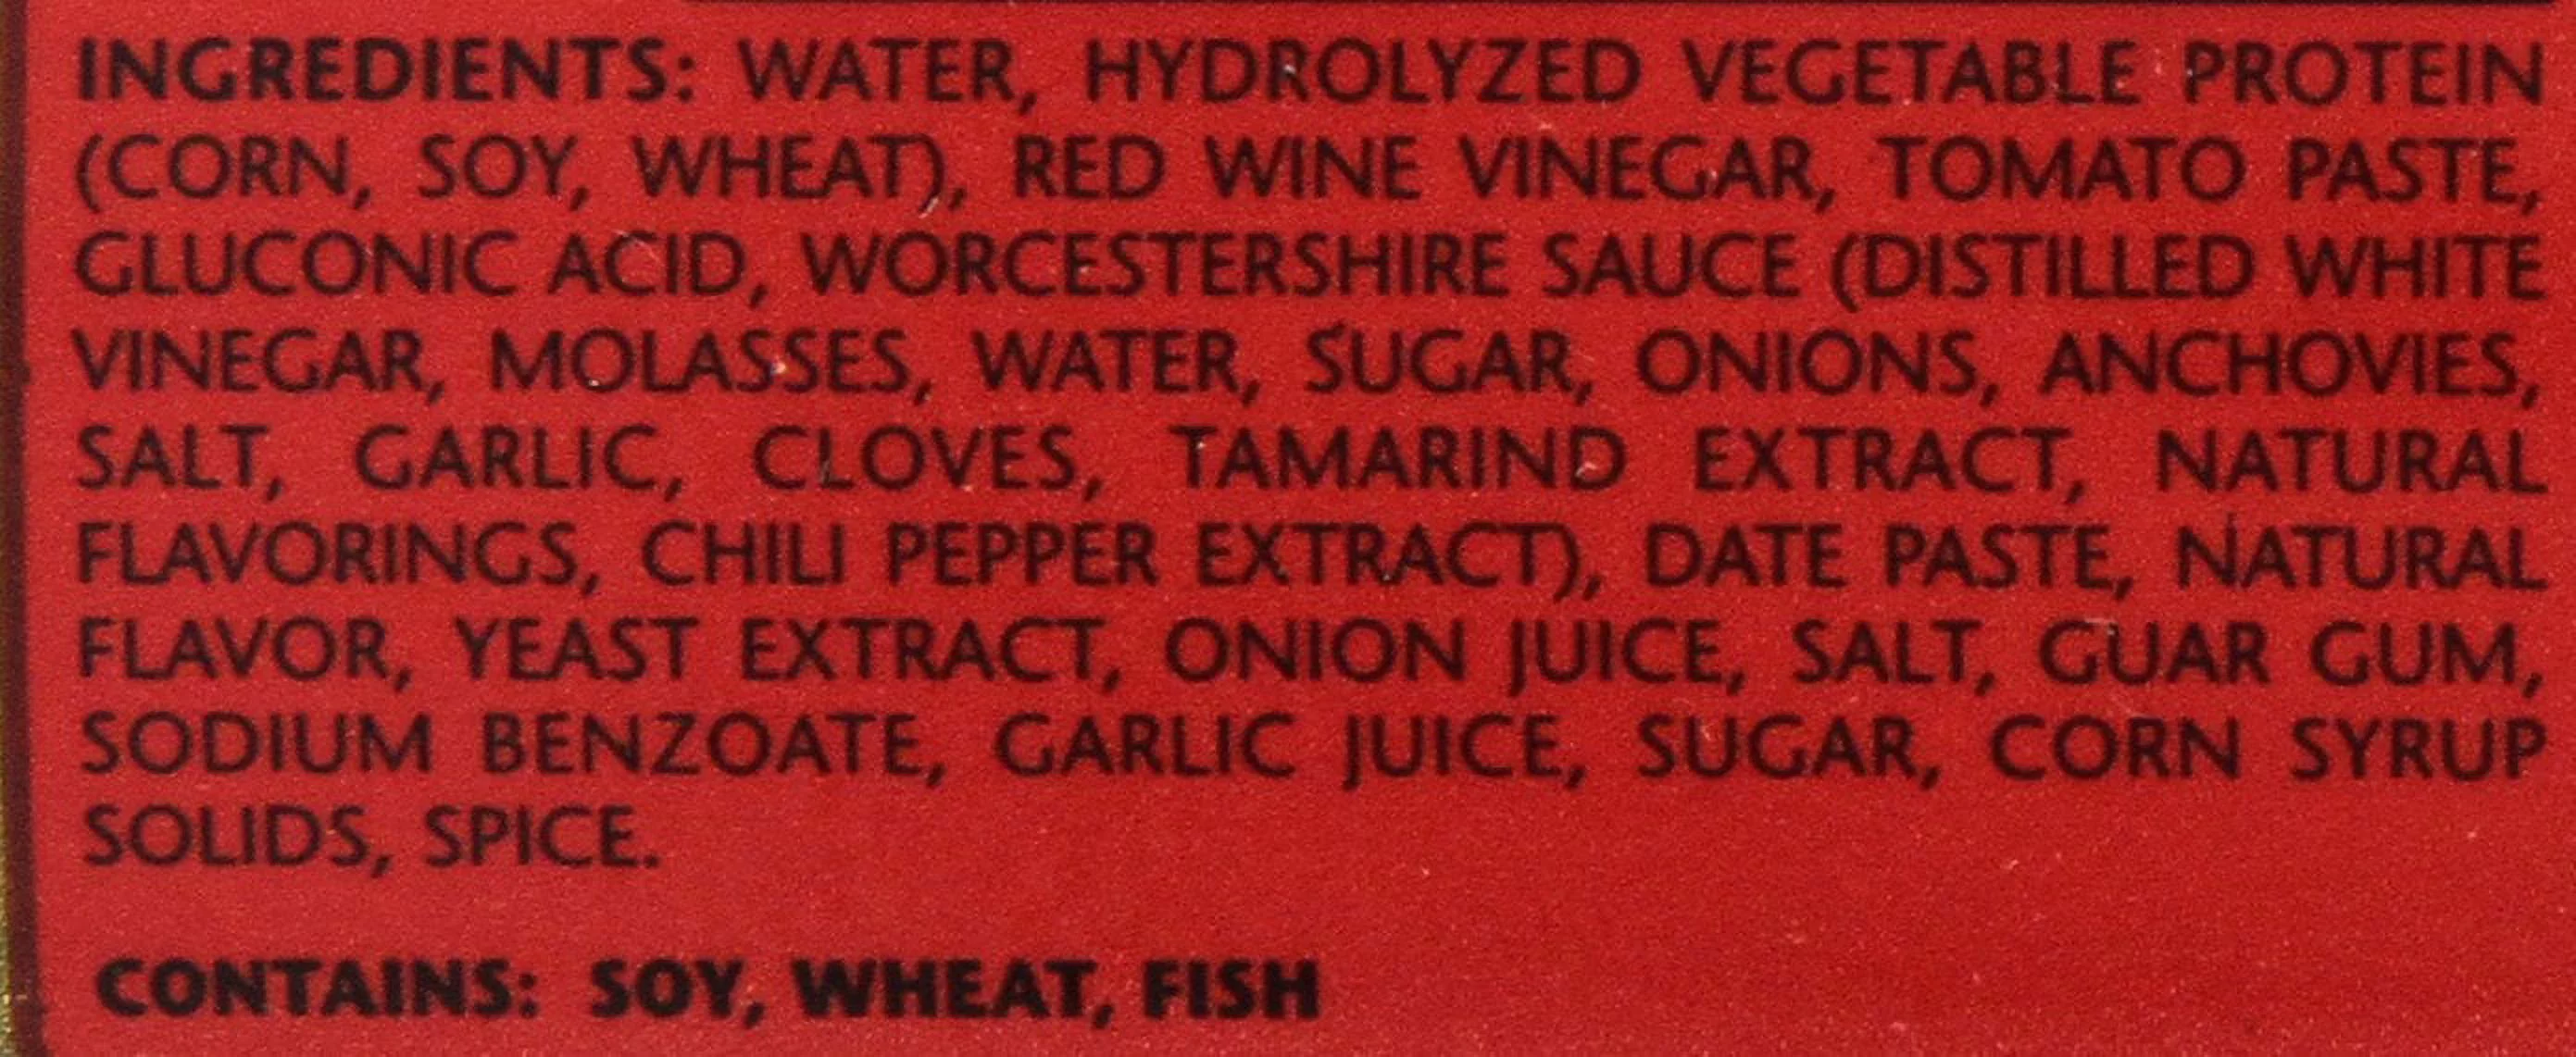 INGREDIENTS: WATER, HYDROLYZED VEGETABLE PROTEIN
(CORN, SOY, WHEAT), RED WINE VINEGAR, TOMATO PASTE,
GLUCONIC ACID, WORCESTERSHIRE SAUCE (DISTILLED WHITE
VINEGAR, MOLASSES, WATER, SUGAR, ONIONS, ANCHOVIES,
SALT, GARLIC, CLOVES, TAMARIND EXTRACT, NATURAL
FLAVORINGS, CHILI PEPPER EXTRACT), DATE PASTE, NATURAL
FLAVOR, YEAST EXTRACT, ONION JUICE, SALT, GUAR GUM,
SODIUM BENZOATE, GARLIC JUICE, SUGAR, CORN SYRUP
SOLIDS, SPICE.
CONTAINS: SOY, WHEAT, FISH